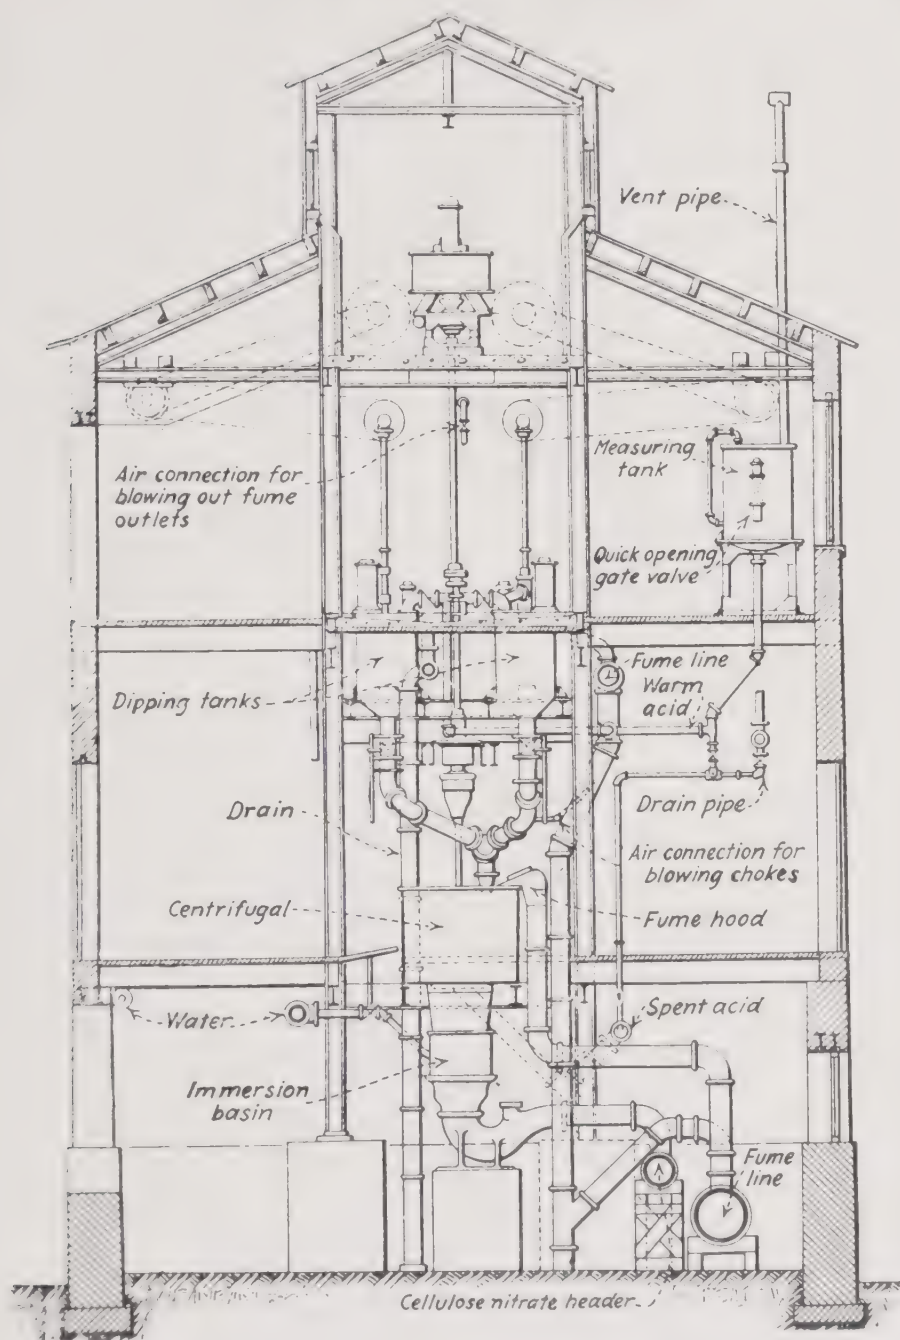 Vent pipe
Air connection for
blowing out fume
outlets
Measuring
tank
Quick opening
gate valve
Dipping tanks
Fume line
Warm
acid
Drain
Drain pipe
Air connection for
blowing chokes
Centrifugal
Fume hood
Water
Spent acid
Immersion
basin
Fume
line
Cellulose nitrate header